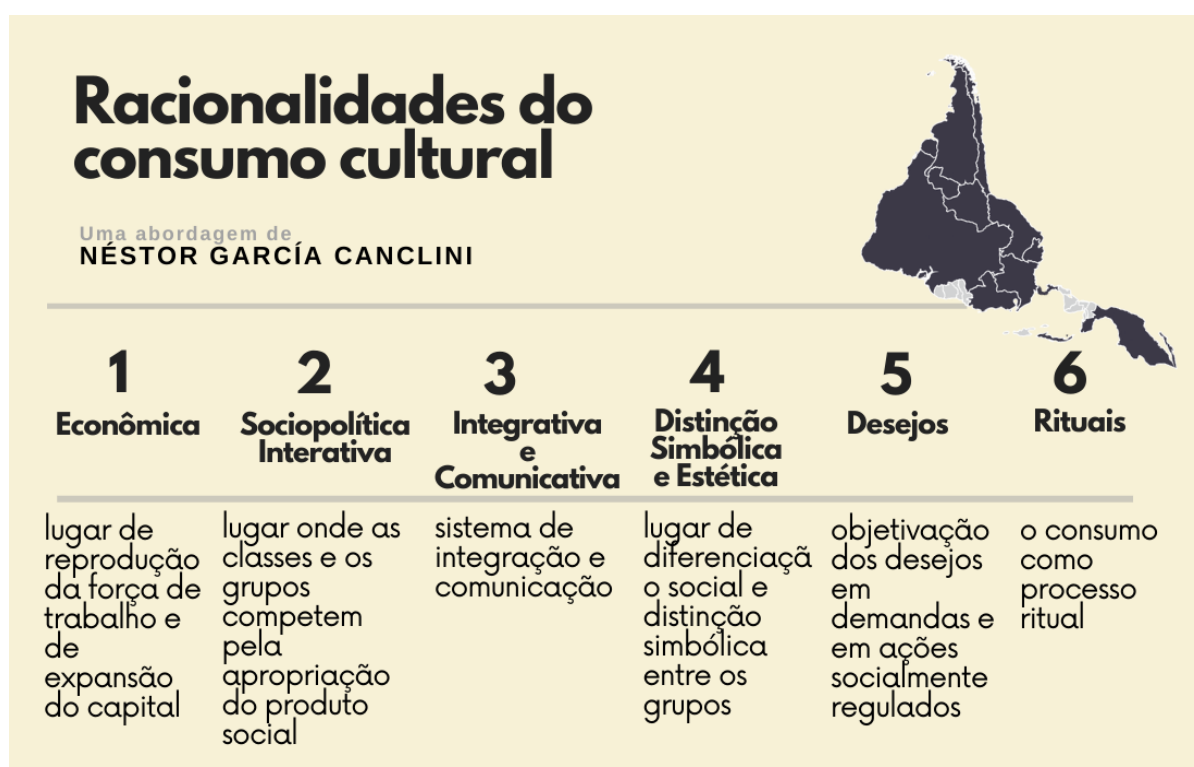 Racionalidades do
consumo cultural
Uma abordagem de
NÉSTOR GARCÍA CANCLINI
1
Econômica
lugar de
reprodução
da força de
trabalho e
de
expansão
do capital
2
Sociopolítica
Interativa
lugar onde as
classes e os
grupos
competem
pela
apropriação
do produto
social
3
Integrativa
e
Comunicativa
sistema de
integração e
comunicação
4
Distinção
Simbólica
e Estética
lugar de
diferenciaçã
o social e
distinção
simbólica
entre os
grupos
5
Desejos
objetivação
dos desejos
em
demandas e
em ações
socialmente
regulados
6
Rituais
o consumo
como
processo
ritual